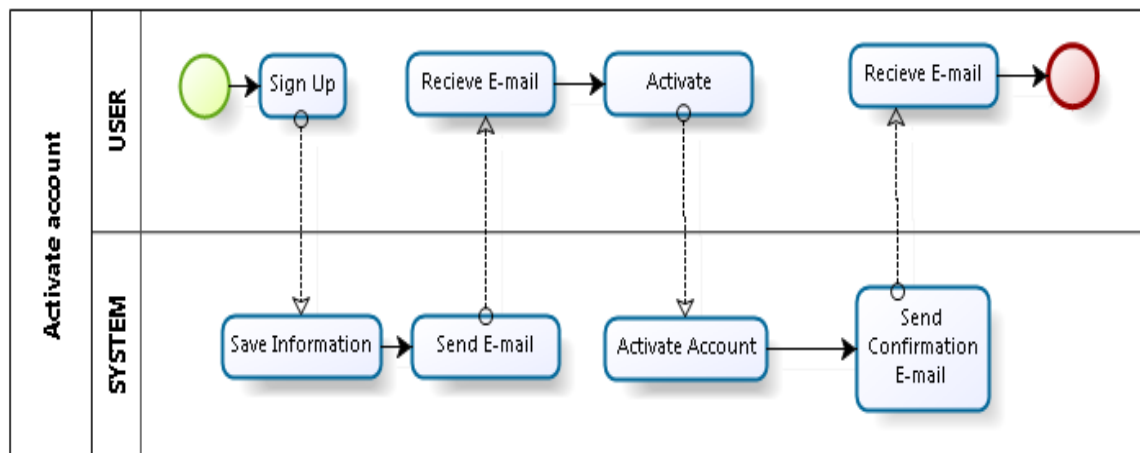 Activate account
USER
Sign Up
Recieve E-mail
Activate
Recieve E-mail
SYSTEM
Save Information
Send E-mail
Activate Account
Send
Confirmation
E-mail